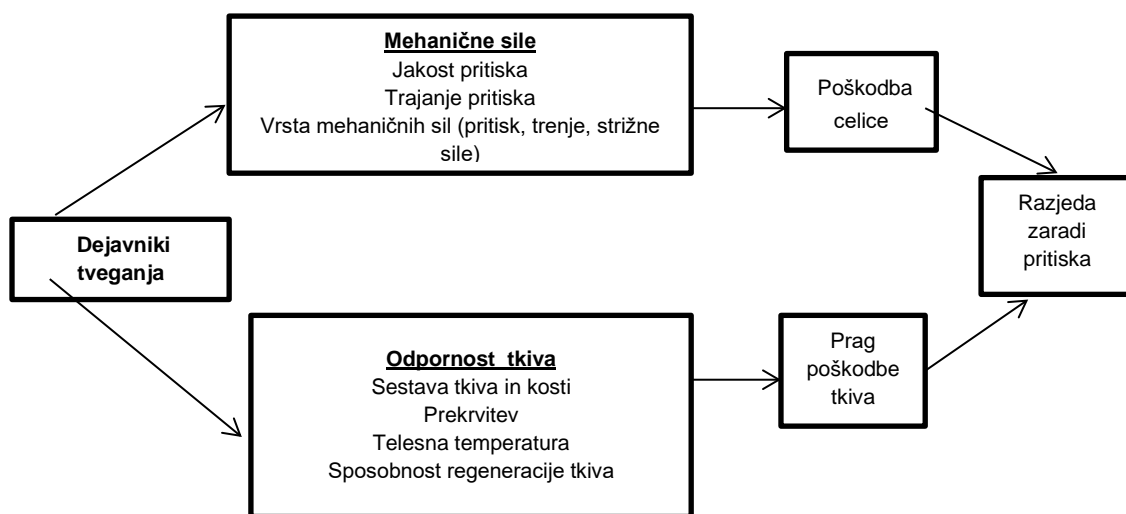 Mehanične sile
Jakost pritiska
Trajanje pritiska
Vrsta mehaničnih sil (pritisk, trenje, strižne
sile)
Poškodba
celice
Razjeda
zaradi
pritiska
Dejavniki
tveganja
Odpornost tkiva
Sestava tkiva in kosti
Prekrvitev
Telesna temperatura
Sposobnost regeneracije tkiva
Prag
poškodbe
tkiva